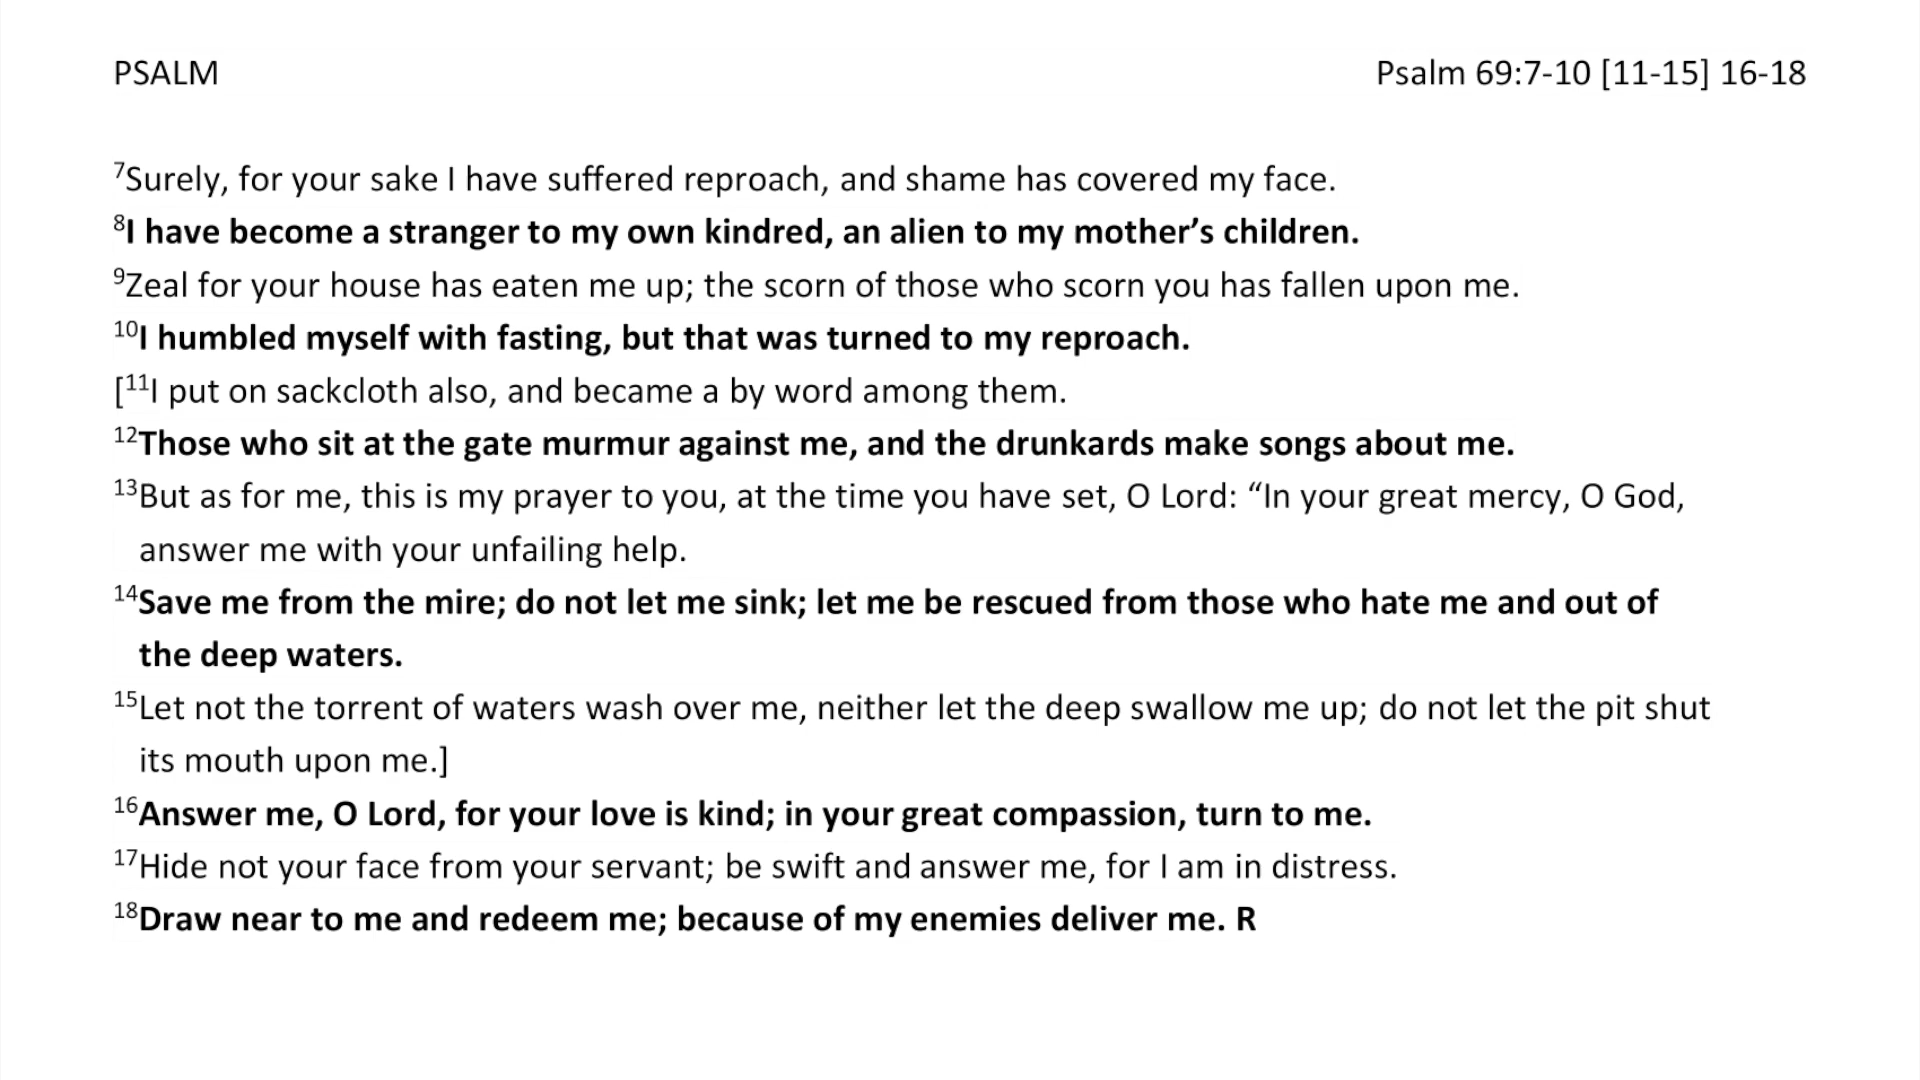 PSALM Psalm 69:7-10 [11-15] 16-18
7Surely, for your sake I have suffered reproach, and shame has covered my face.
8I have become a stranger to my own kindred, an alien to my mother’s children.
9Zeal for your house has eaten me up; the scorn of those who scorn you has fallen upon me.
10I humbled myself with fasting, but that was turned to my reproach.
[11I put on sackcloth also, and became a by word among them.
12Those who sit at the gate murmur against me, and the drunkards make songs about me.
13But as for me, this is my prayer to you, at the time you have set, O Lord: “In your great mercy, O God,
answer me with your unfailing help.
14Save me from the mire; do not let me sink; let me be rescued from those who hate me and out of
the deep waters.
15Let not the torrent of waters wash over me, neither let the deep swallow me up; do not let the pit shut
its mouth upon me.]
16Answer me, O Lord, for your love is kind; in your great compassion, turn to me.
17Hide not your face from your servant; be swift and answer me, for I am in distress.
18Draw near to me and redeem me; because of my enemies deliver me. R